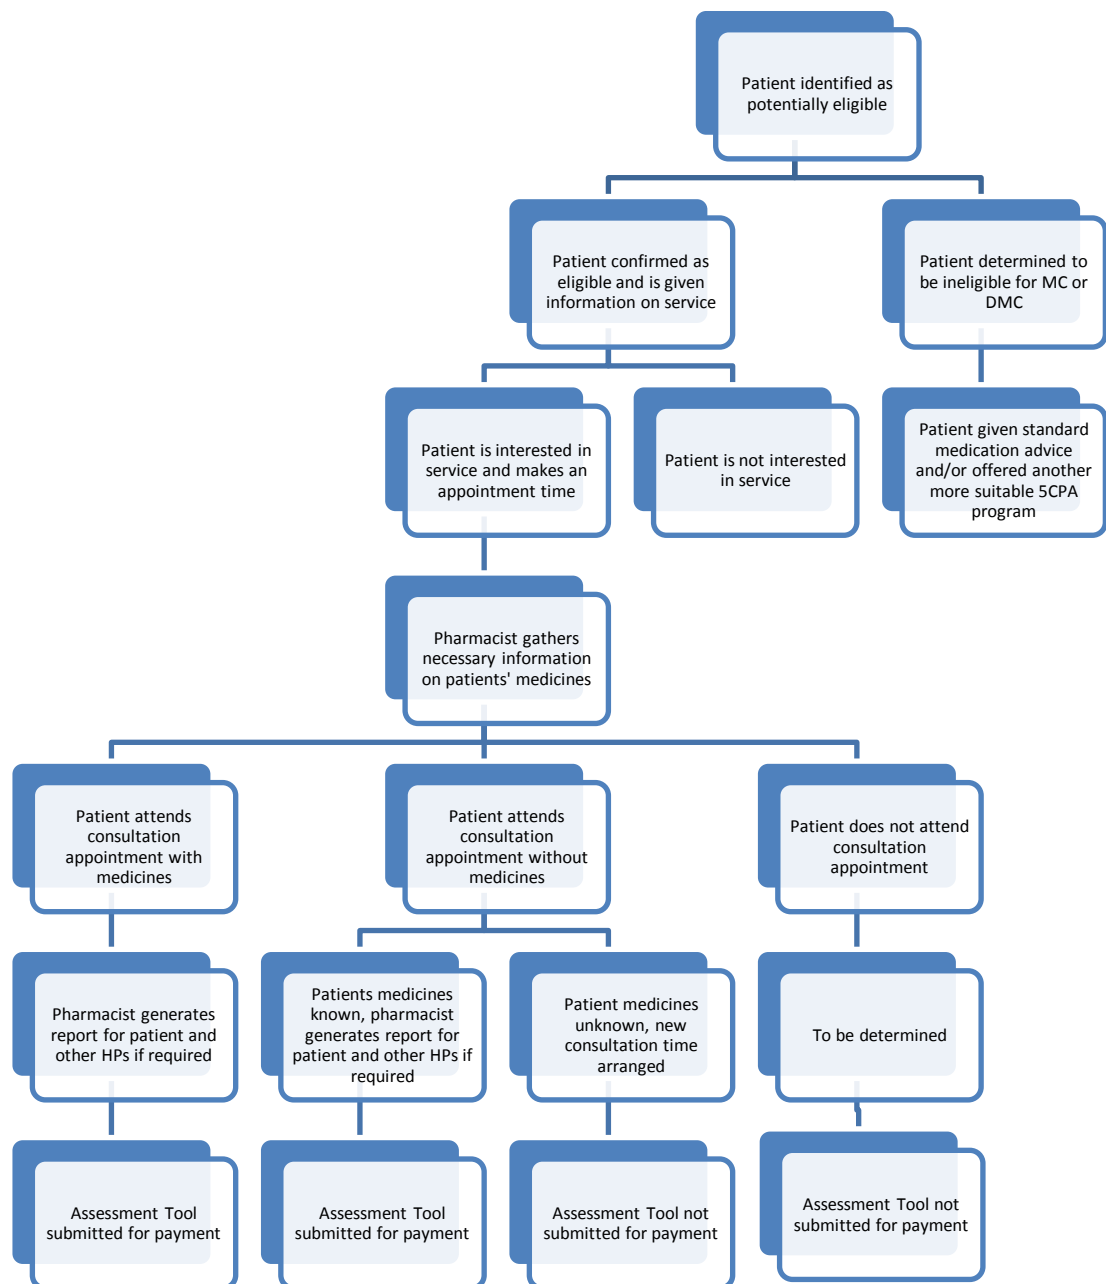 Patient identified as
potentially eligible
Patient confirmed as
eligible and is given
information on service
Patient determined to
be ineligible for MC or
DMC
Patient is interested in
service and makes an
appointment time
Patient is not interested
in service
Patient given standard
medication advice
and/or offered another
more suitable 5CPA
program
Pharmacist gathers
necessary information
on patients' medicines
Patient attends
consultation
appointment with
medicines
Patient attends
consultation
appointment without
medicines
Patient does not attend
consultation
appointment
Pharmacist generates
report for patient and
other HPs if required
Patients medicines
known, pharmacist
generates report for
patient and other HPs if
required
Patient medicines
unknown, new
consultation time
arranged
To be determined
Assessment Tool
submitted for payment
Assessment Tool
submitted for payment
Assessment Tool not
submitted for payment
Assessment Tool not
submitted for payment